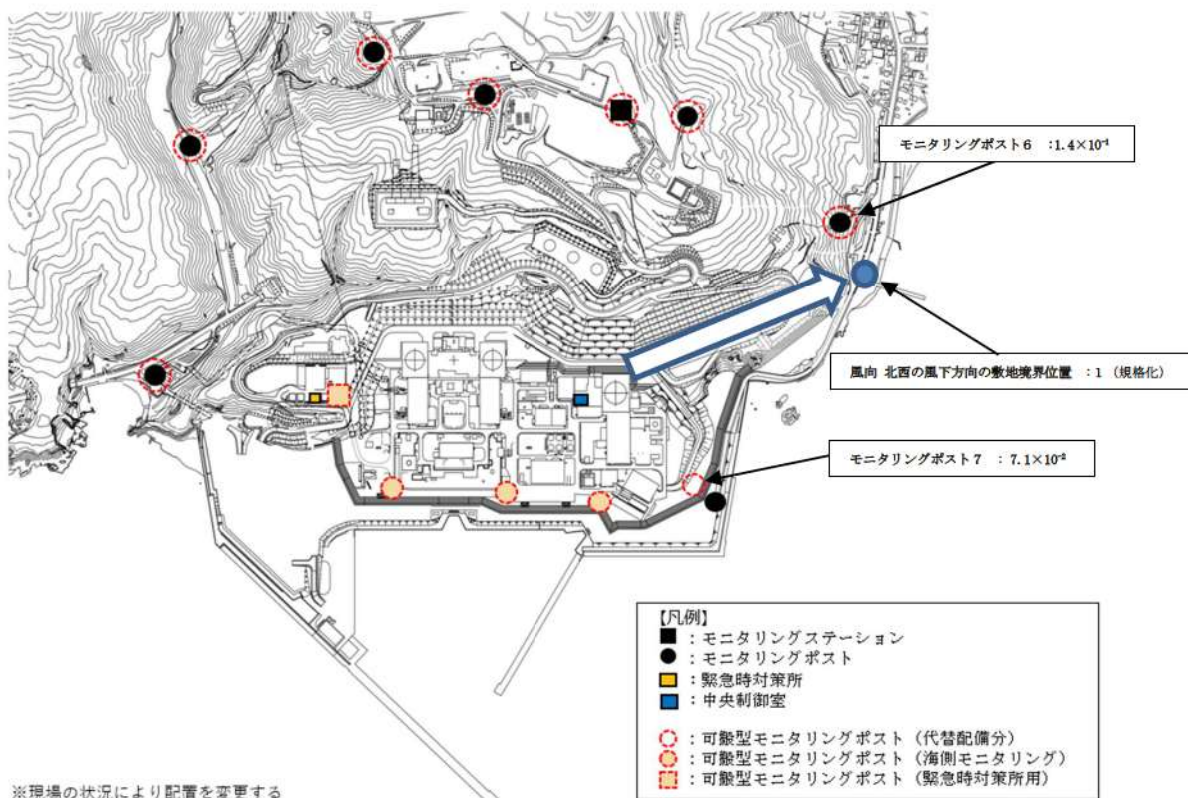 モニタリングポスト6 :1.4×10⁻¹
風向 北西の風下方向の敷地境界位置 :1 (規格化)
モニタリングポスト7 : 7.1×10⁻²
【凡例】
:モニタリングステーション
:モニタリングポスト
:緊急時対策所
:中央制御室
:可搬型モニタリングポスト(代替配備分)
:可搬型モニタリングポスト(海側モニタリング)
:可搬型モニタリングポスト(緊急時対策所用)
※現場の状況により配置を変更する